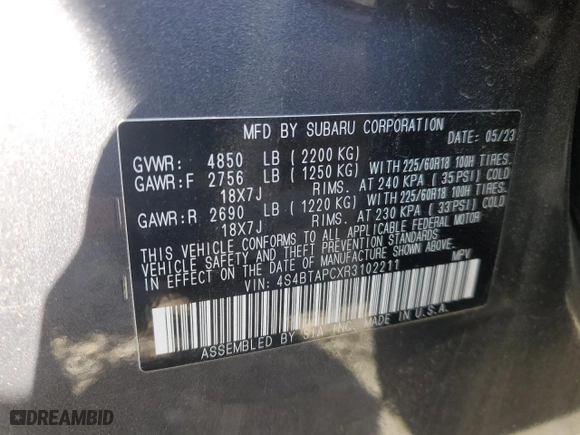 MFD BY SUBARU CORPORATION DATE: 05/23
GVWR: 4850 LB (2200 KG)
GAWR:F 2756 LB (1250 KG) WITH 225/60R18 100H TIRES.
18X7J RIMS. AT 240 KPA (35 PSI) COLD
GAWR:R 2690 LB (1220 KG) WITH 225/60R18 100H TIRES.
18X7J RIMS. AT 230 KPA (33 PSI) COLD
THIS VEHICLE CONFORMS TO ALL APPLICABLE FEDERAL MOTOR
VEHICLE SAFETY AND THEFT PREVENTION STANDARDS
IN EFFECT ON THE DATE OF MANUFACTURE SHOWN ABOVE.
VIN: 4S4BTAPCXR3102211 MPV
ASSEMBLED BY SIA INC. MADE IN U.S.A.
DREAMBID